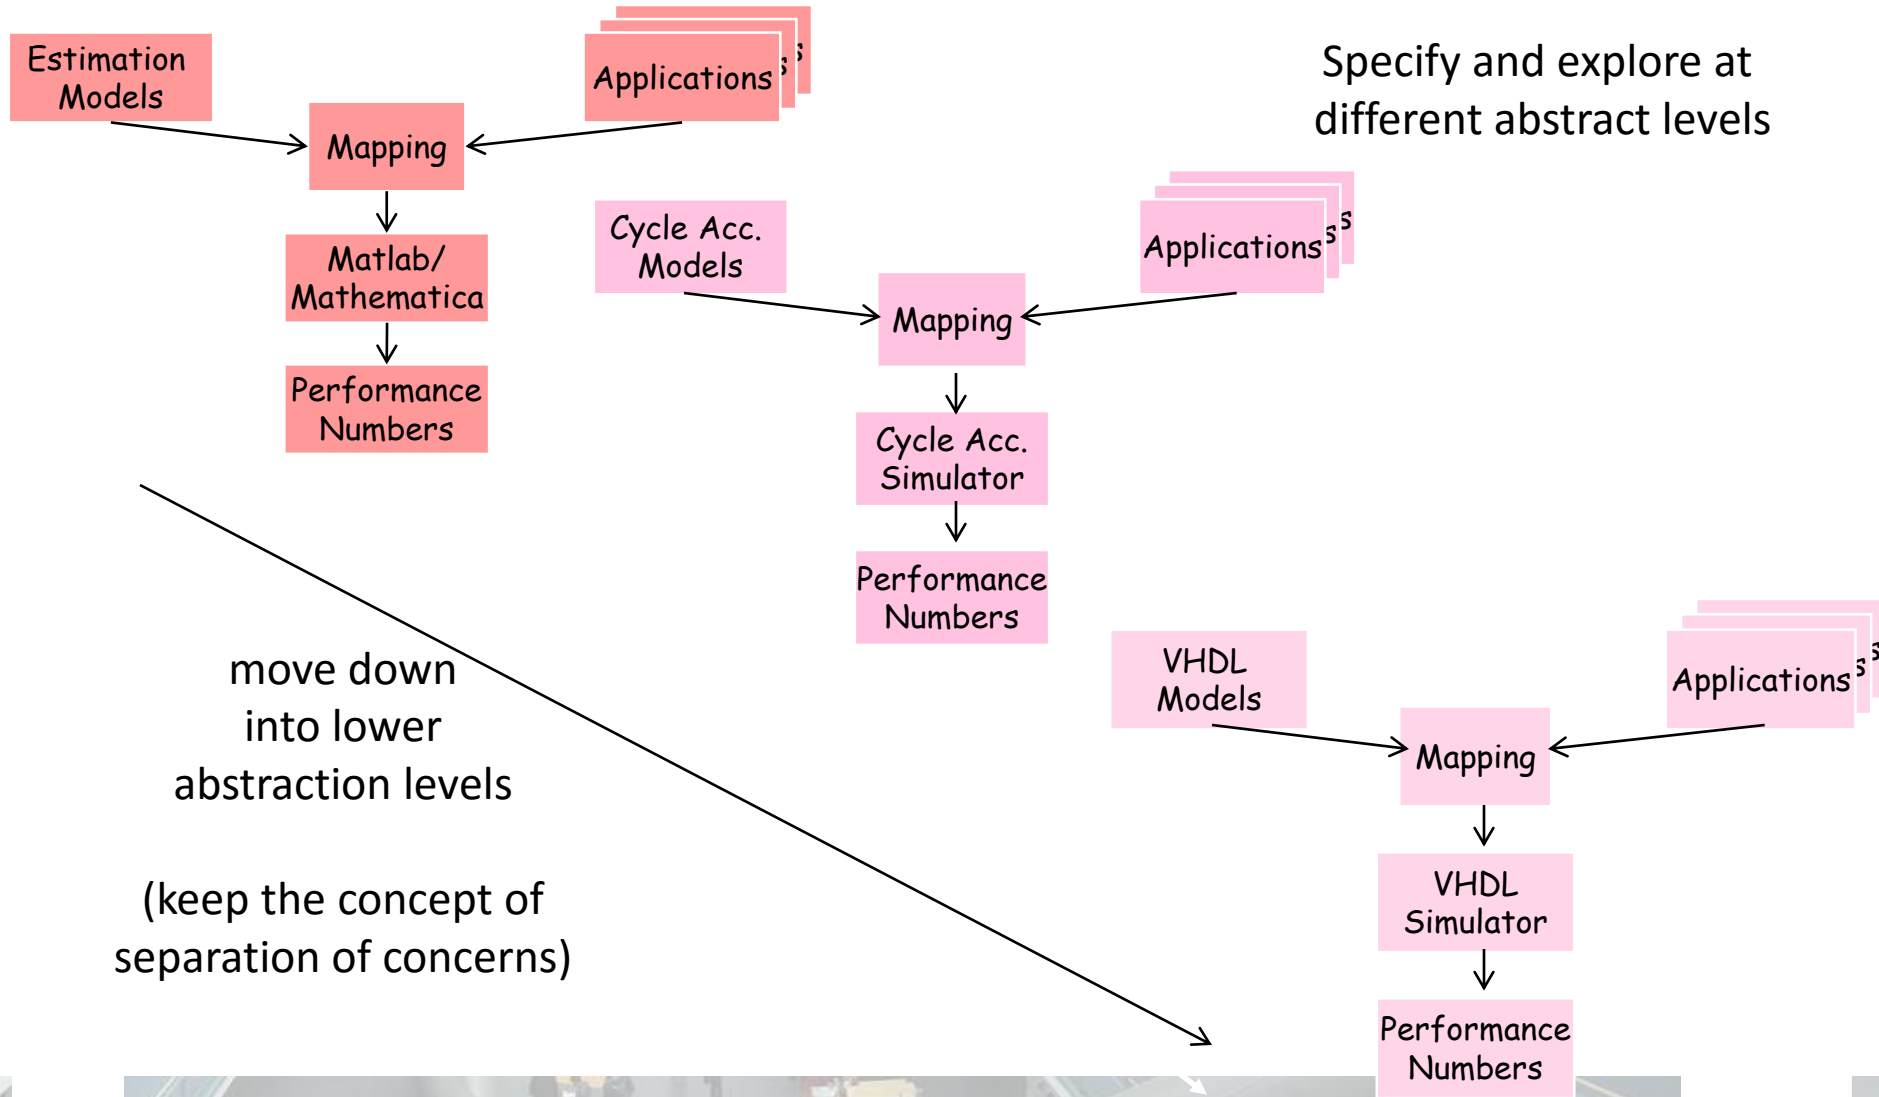 Specify and explore at
different abstract levels
Estimation
Models
Applications
s
s
Mapping
Matlab/
Mathematica
Performance
Numbers
Cycle Acc.
Models
Applications
s
s
Mapping
Cycle Acc.
Simulator
Performance
Numbers
VHDL
Models
Applications
s
s
Mapping
VHDL
Simulator
Performance
Numbers
move down
into lower
abstraction levels
(keep the concept of
separation of concerns)